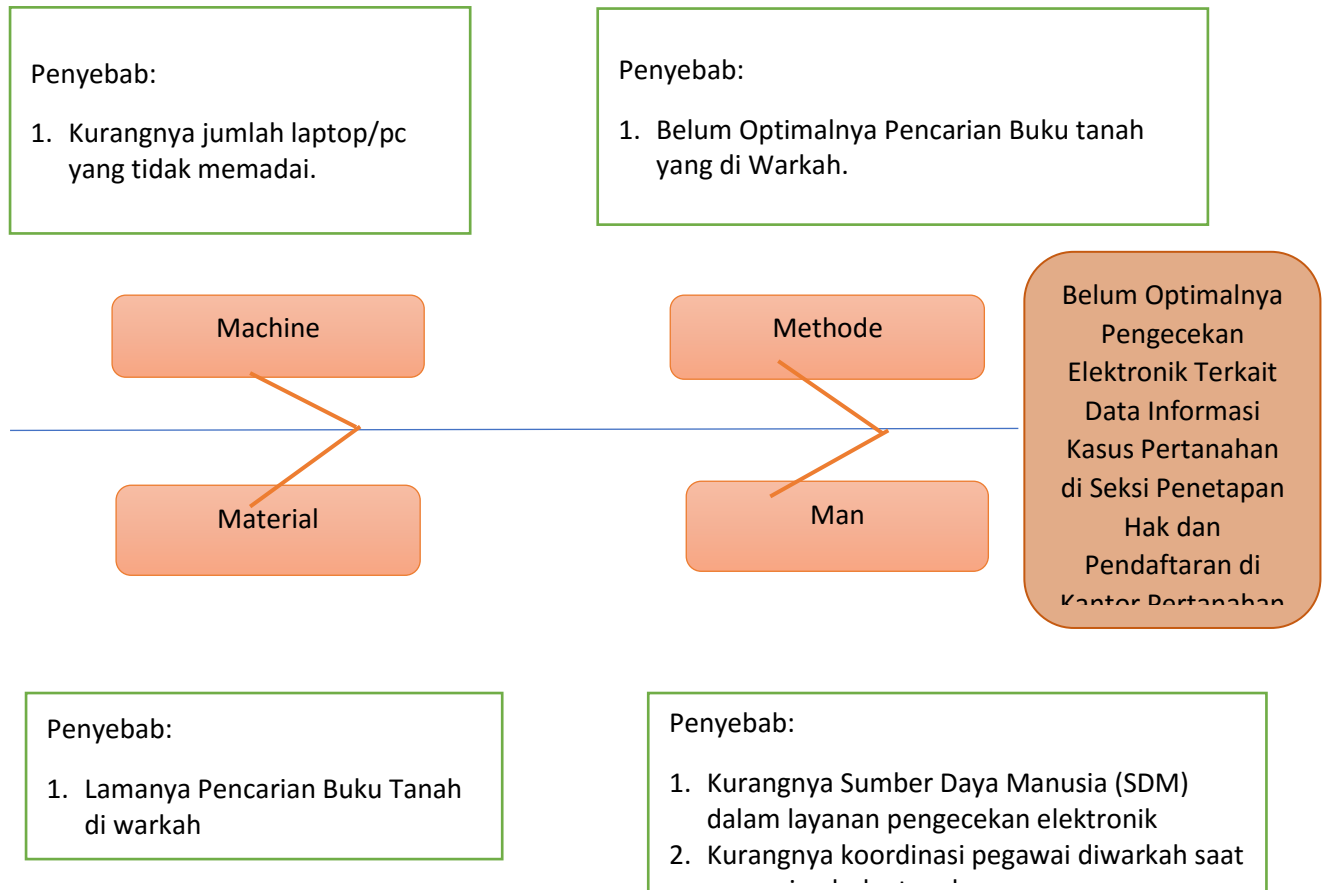 Penyebab:
1. Kurangnya jumlah laptop/pc
yang tidak memadai.
Penyebab:
1. Belum Optimalnya Pencarian Buku tanah
yang di Warkah.
Machine
Methode
Belum Optimalnya
Pengecekan
Elektronik Terkait
Data Informasi
Kasus Pertanahan
di Seksi Penetapan
Hak dan
Pendaftaran di
Kantor Pertanahan
Material
Man
Penyebab:
1. Lamanya Pencarian Buku Tanah
di warkah
Penyebab:
1. Kurangnya Sumber Daya Manusia (SDM)
dalam layanan pengecekan elektronik
2. Kurangnya koordinasi pegawai diwarkah saat